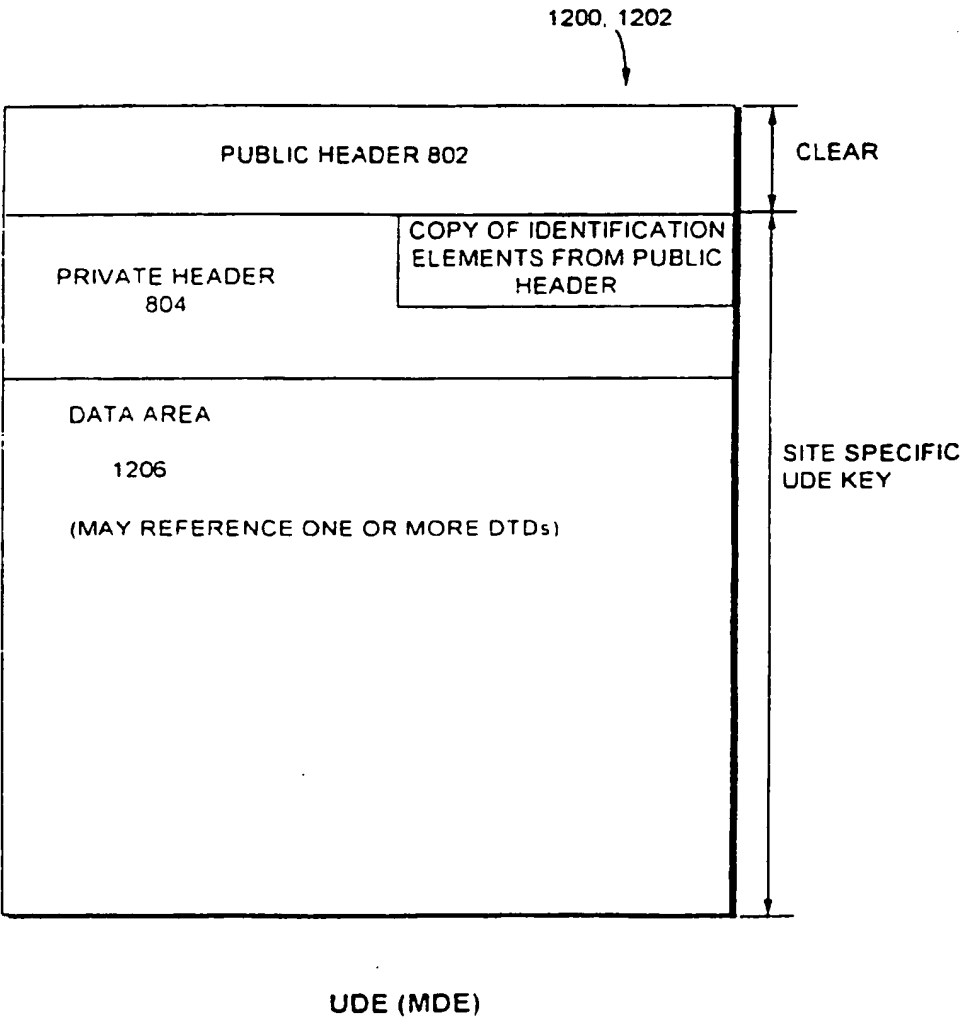 1200, 1202
PUBLIC HEADER 802
CLEAR
COPY OF IDENTIFICATION
ELEMENTS FROM PUBLIC
HEADER
PRIVATE HEADER
804
DATA AREA
1206
(MAY REFERENCE ONE OR MORE DTDs)
SITE SPECIFIC
UDE KEY
UDE (MDE)